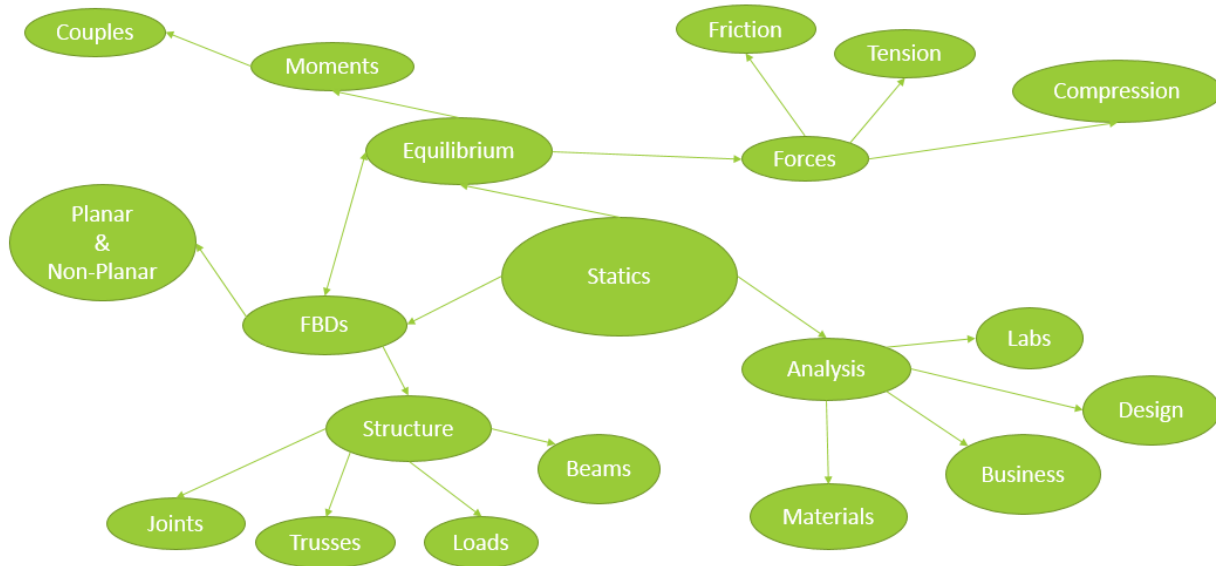 Couples
Moments
Friction
Tension
Compression
Equilibrium
Forces
Planar
&
Non-Planar
Statics
FBDs
Analysis
Labs
Design
Structure
Beams
Business
Materials
Joints
Trusses
Loads